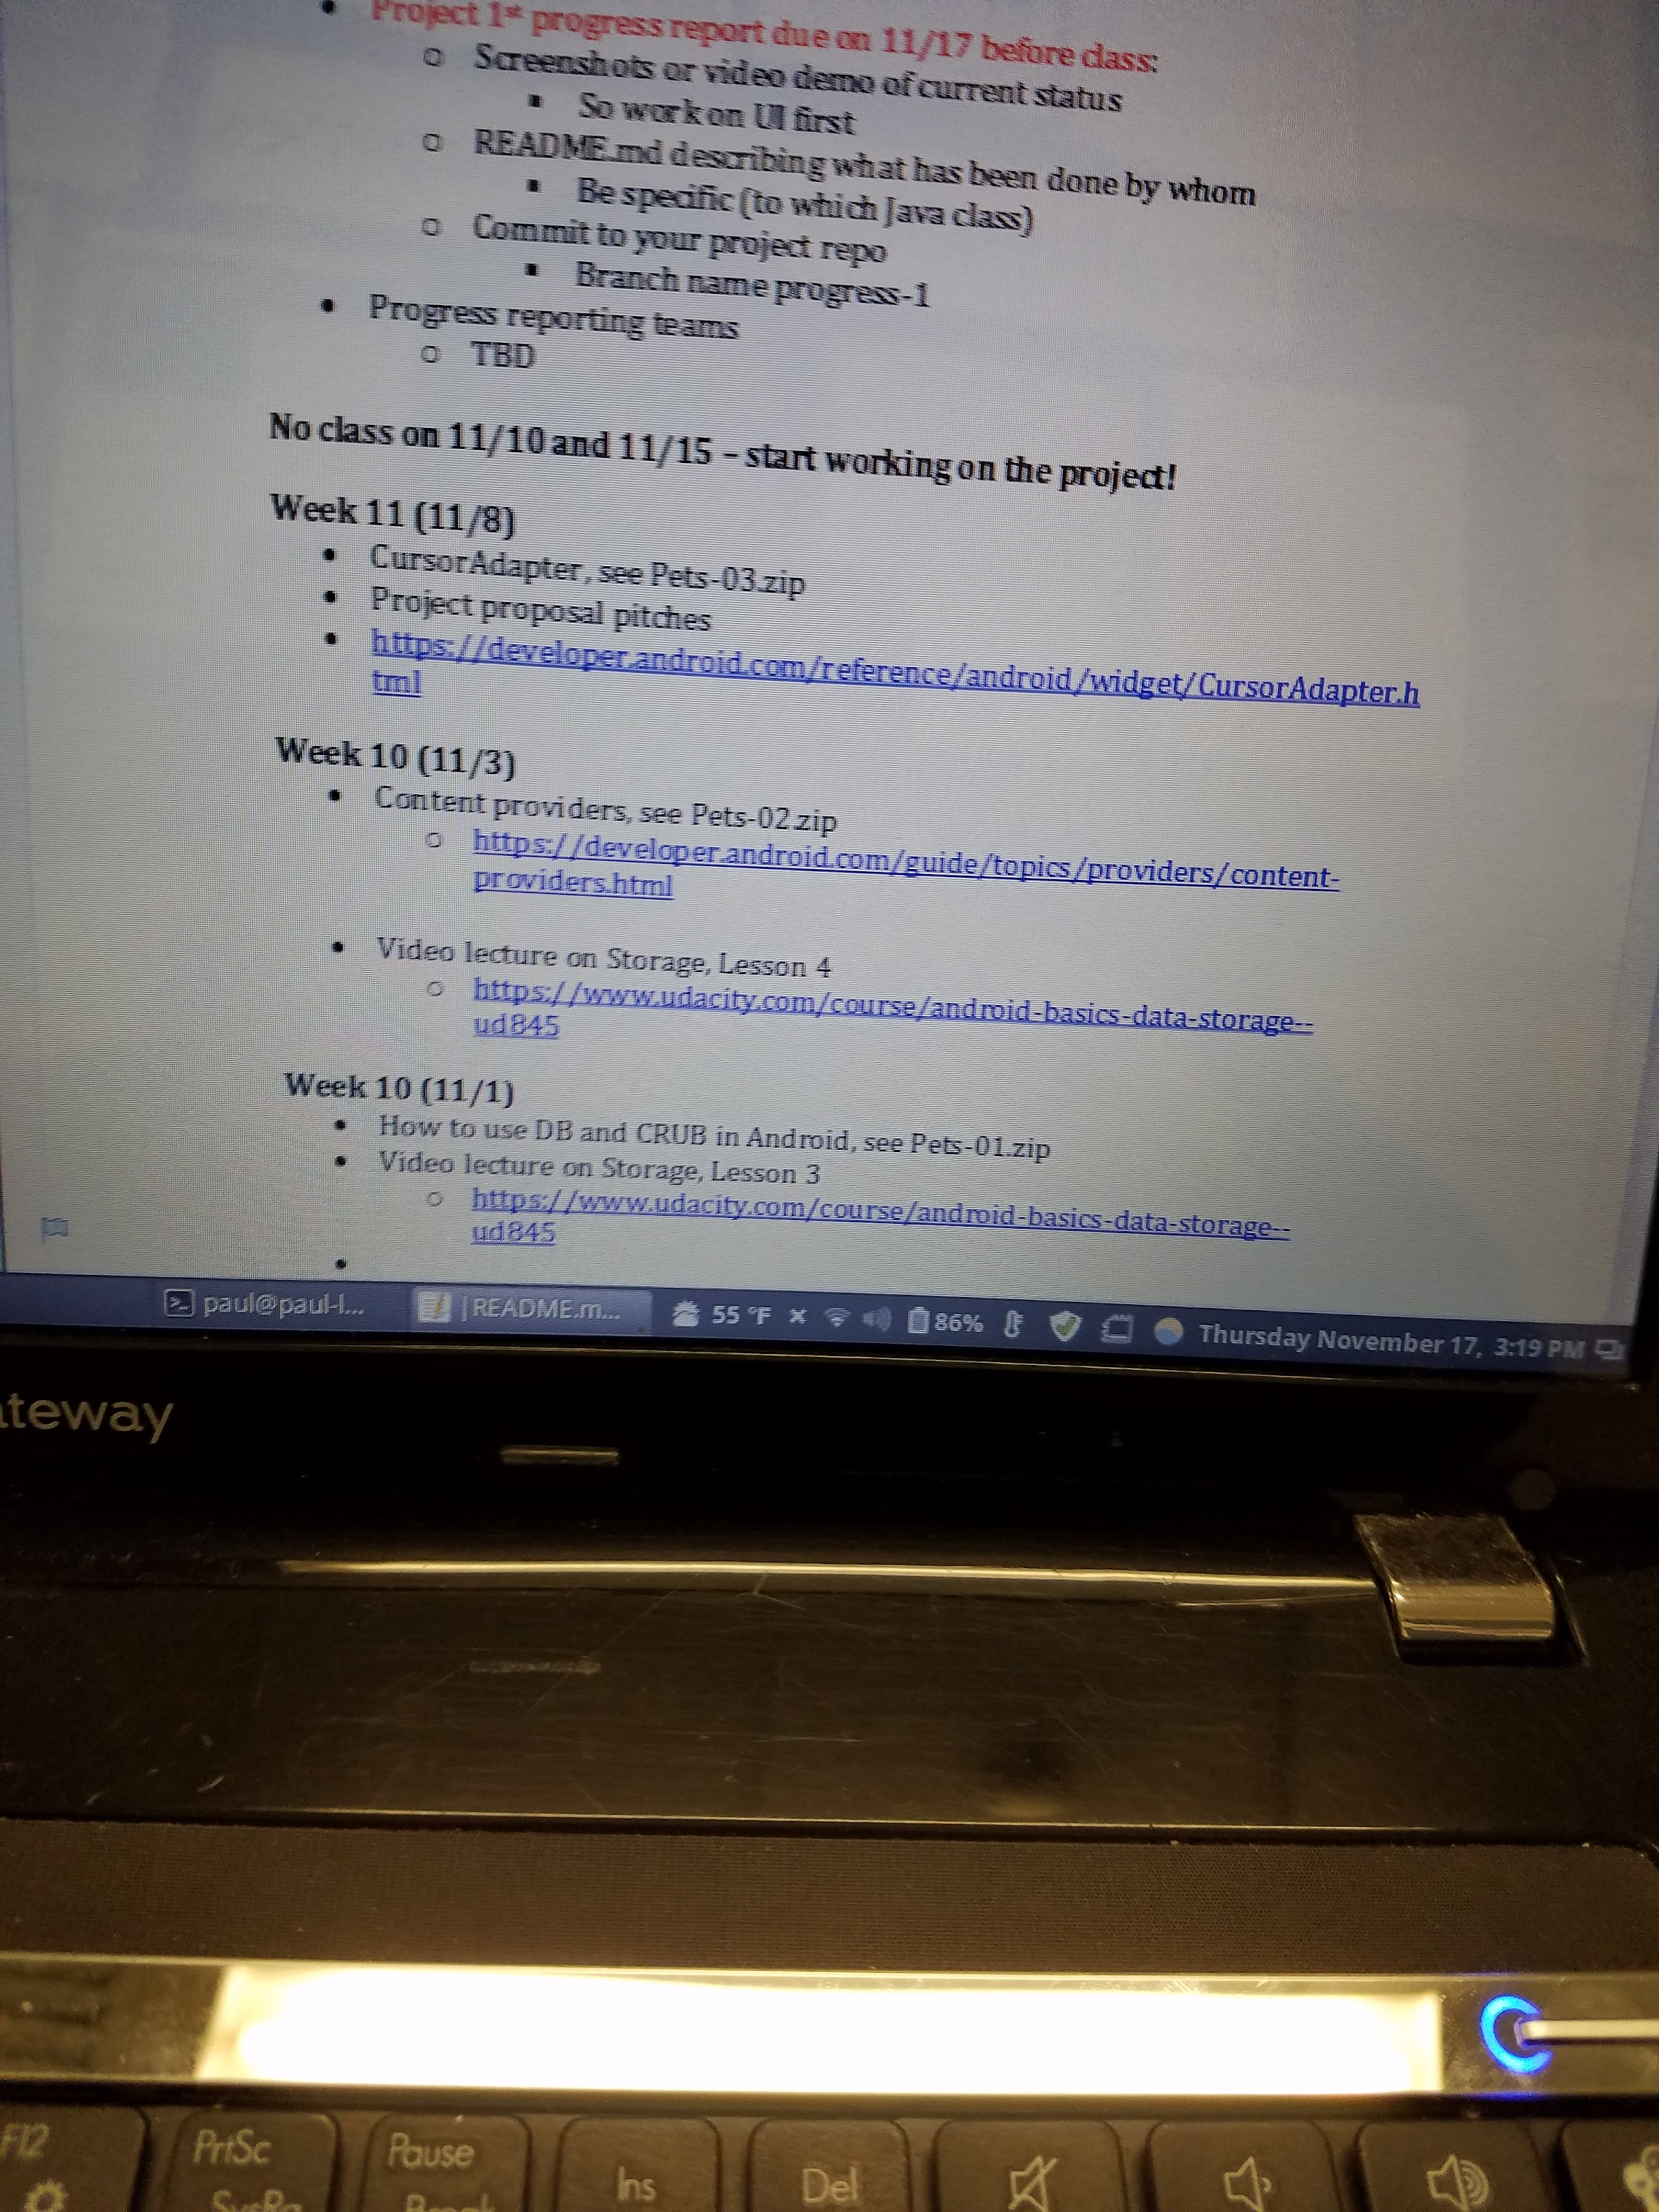 Project 1st progress report due on 11/17 before class:
Screenshots or video demo of current status
So work on UI first
README.md describing what has been done by whom
Be specific (to which Java class)
Commit to your project repo
Branch name progress-1
Progress reporting teams
TBD
No class on 11/10 and 11/15 – start working on the project!
Week 11 (11/8)
CursorAdapter, see Pets-03.zip
Project proposal pitches
https://developer.android.com/reference/android/widget/CursorAdapter.h
tml
Week 10 (11/3)
Content providers, see Pets-02.zip
https://developer.android.com/guide/topics/providers/content-
providers.html
Video lecture on Storage, Lesson 4
https://www.udacity.com/course/android-basics-data-storage--
ud845
Week 10 (11/1)
How to use DB and CRUB in Android, see Pets-01.zip
Video lecture on Storage, Lesson 3
https://www.udacity.com/course/android-basics-data-storage--
ud845
paul@paul-l... README.m... 55 °F 86% Thursday November 17, 3:19 PM
ateway
F12 PrtSc Pause Ins Del
SysRq Break